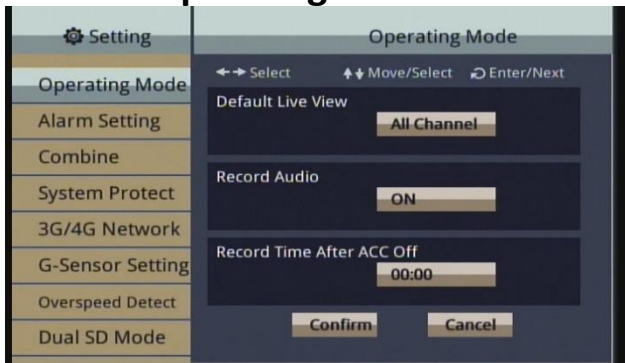 Setting
Operating Mode
Select Move/Select Enter/Next
Operating Mode
Alarm Setting
Combine
System Protect
3G/4G Network
G-Sensor Setting
Overspeed Detect
Dual SD Mode
Default Live View
All Channel
Record Audio
ON
Record Time After ACC Off
00:00
Confirm
Cancel